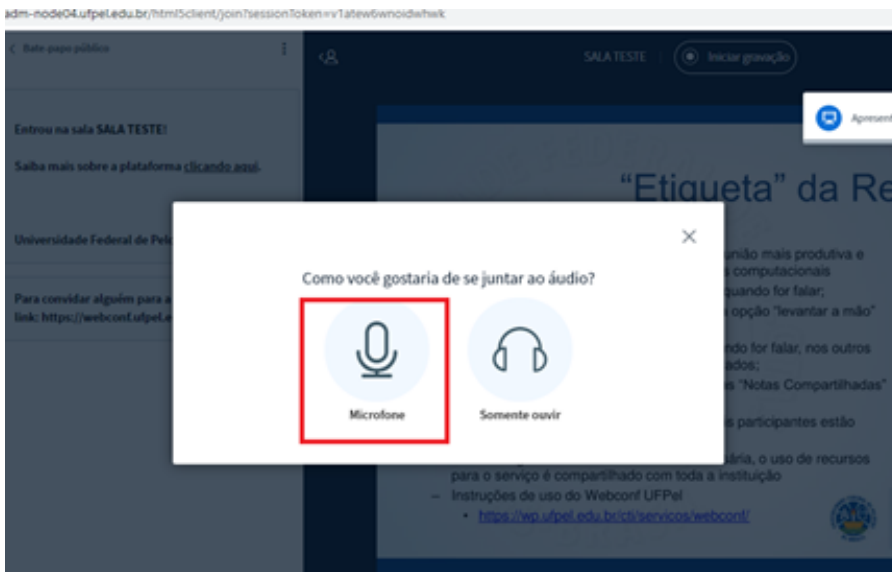 adm-node04.ufpel.edu.br/html5client/join?sessionToken=v1atew6wnoidwhwk
Bate-papo público
SALA TESTE
Iniciar gravação
Entrou na sala SALA TESTE!
Saiba mais sobre a plataforma clicando aqui.
Universidade Federal de
Para convidar alguém para a
link: https://webconf.ufpel.e
“Etiqueta” da Re
união mais produtiva e
computacionais
quando for falar;
opção “levantar a mão”
ndo for falar, nos outros
ados;
“Notas Compartilhadas”
participantes estão
sária, o uso de recursos
para o serviço é compartilhado com toda a instituição
– Instruções de uso do Webconf UFPel
• https://wp.ufpel.edu.br/cti/servicos/webconf/
Como você gostaria de se juntar ao áudio?
Microfone
Somente ouvir